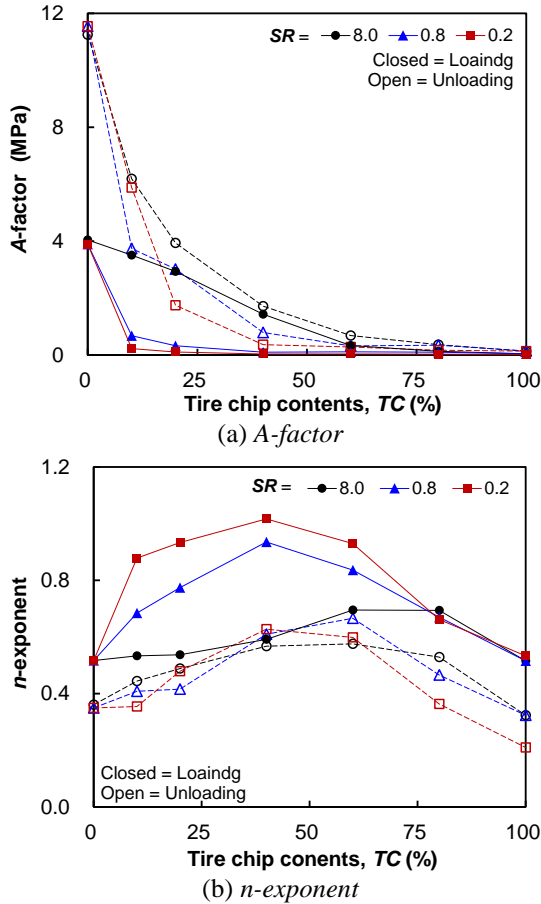 12
8
4
0
A-factor (MPa)
SR = 8.0 0.8 0.2
Closed = Loaindg
Open = Unloading
0 25 50 75 100
Tire chip contents, TC (%)
(a) A-factor
1.2
0.8
0.4
0.0
n-exponent
SR = 8.0 0.8 0.2
Closed = Loaindg
Open = Unloading
0 25 50 75 100
Tire chip conents, TC (%)
(b) n-exponent